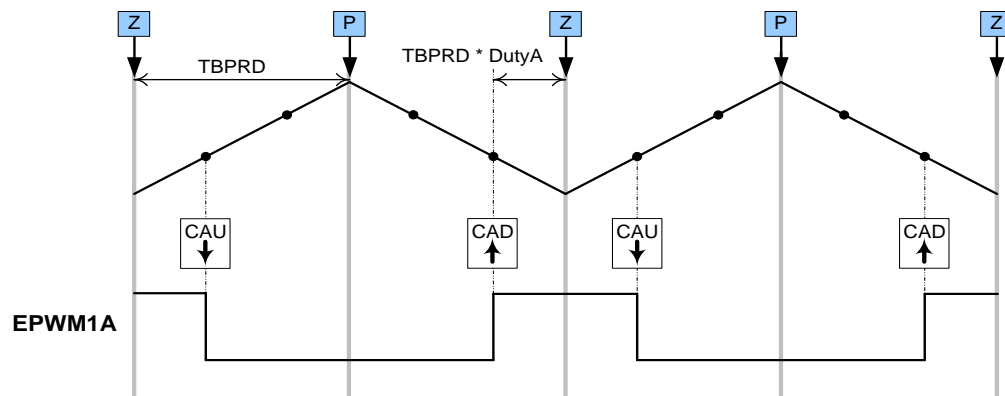 Z
P
Z
P
Z
TBPRD
TBPRD * DutyA
CAU
CAD
CAU
CAD
EPWM1A